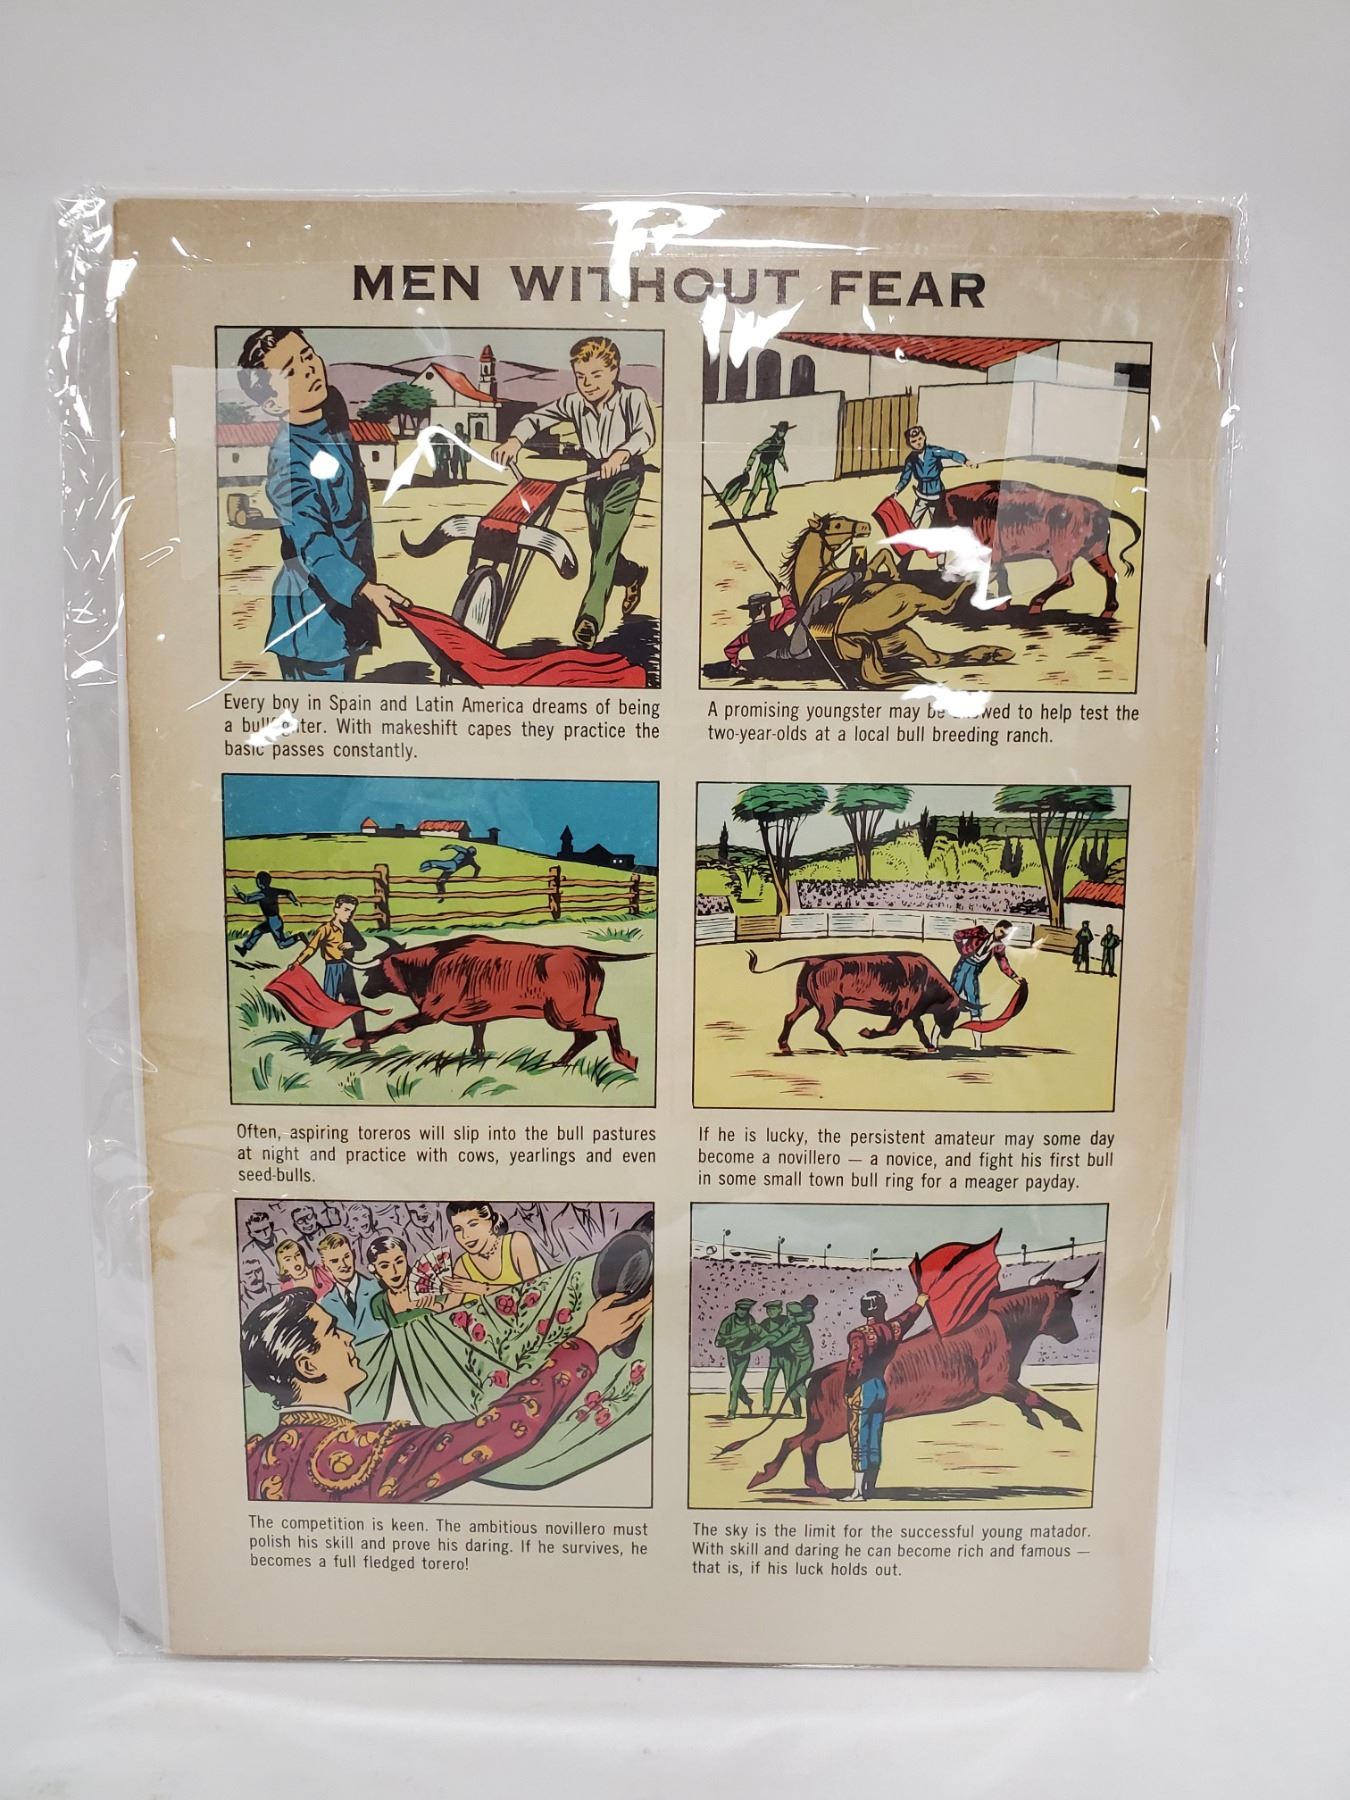 MEN WITHOUT FEAR
Every boy in Spain and Latin America dreams of being
a bullfighter. With makeshift capes they practice the
basic passes constantly.
A promising youngster may be allowed to help test the
two-year-olds at a local bull breeding ranch.
Often, aspiring toreros will slip into the bull pastures
at night and practice with cows, yearlings and even
seed-bulls.
If he is lucky, the persistent amateur may some day
become a novillero — a novice, and fight his first bull
in some small town bull ring for a meager payday.
The competition is keen. The ambitious novillero must
polish his skill and prove his daring. If he survives, he
becomes a full fledged torero!
The sky is the limit for the successful young matador.
With skill and daring he can become rich and famous —
that is, if his luck holds out.